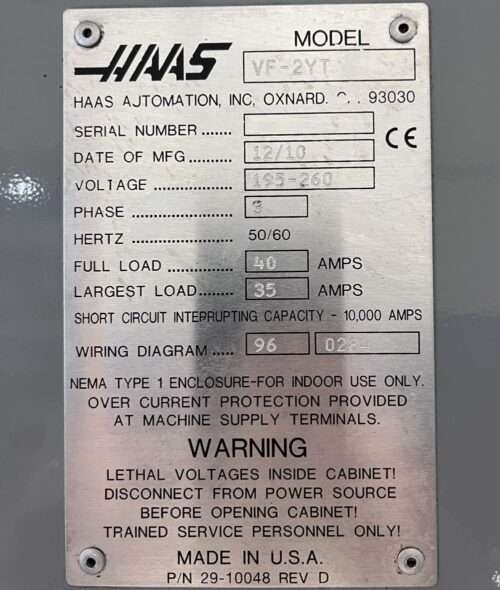 HAAS MODEL VF-2YT
HAAS AUTOMATION, INC, OXNARD. 93030
SERIAL NUMBER ......
DATE OF MFG ........ 12/10 CE
VOLTAGE ................ 195-260
PHASE ..................... 3
HERTZ ..................... 50/60
FULL LOAD ............. 40 AMPS
LARGEST LOAD....... 35 AMPS
SHORT CIRCUIT INTERRUPTING CAPACITY - 10,000 AMPS
WIRING DIAGRAM ..... 96
NEMA TYPE 1 ENCLOSURE-FOR INDOOR USE ONLY.
OVER CURRENT PROTECTION PROVIDED
AT MACHINE SUPPLY TERMINALS.
WARNING
LETHAL VOLTAGES INSIDE CABINET!
DISCONNECT FROM POWER SOURCE
BEFORE OPENING CABINET!
TRAINED SERVICE PERSONNEL ONLY!
MADE IN U.S.A.
P/N 29-10048 REV D